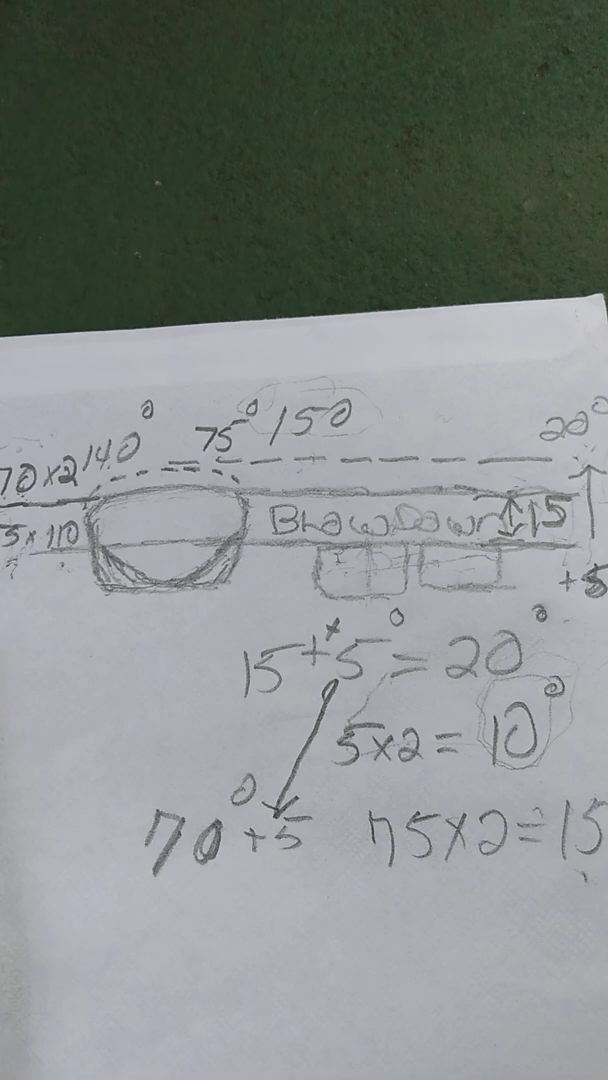 75° 150
20°
70x2 140°
5x110
BLowDown 15
+5
15+5° = 20°
5x2= 10°
70°+5 75x2=15